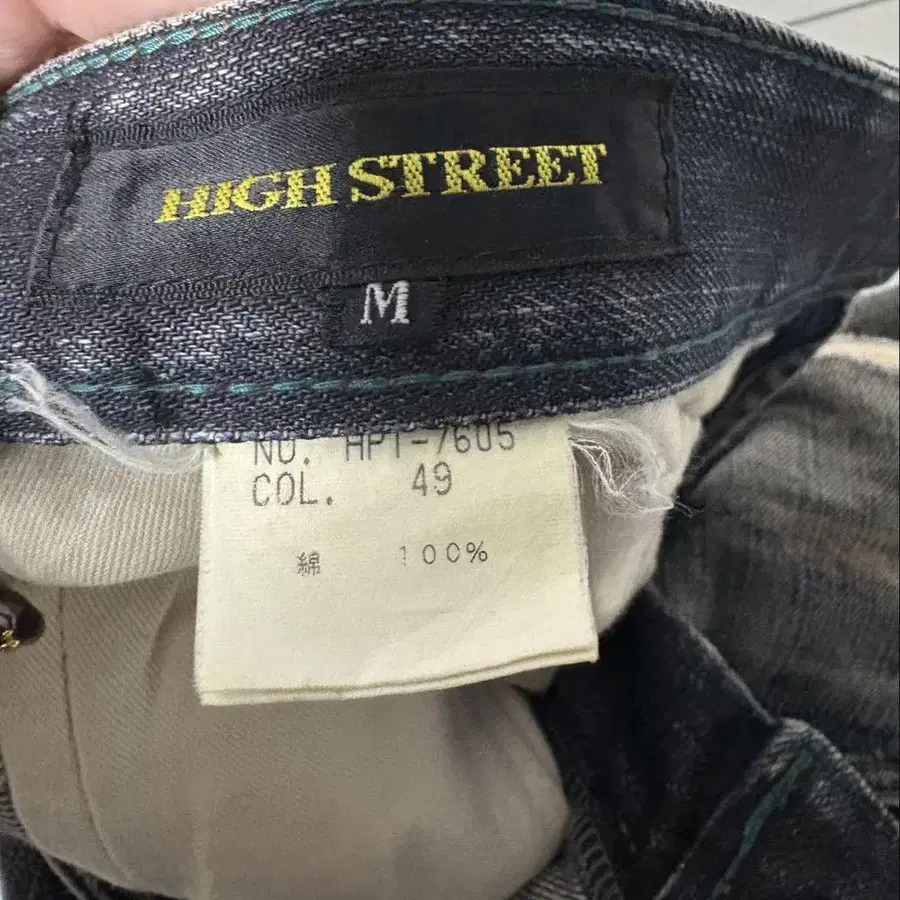 HIGH STREET
M
NO. HPT-7605
COL. 49
綿 100%